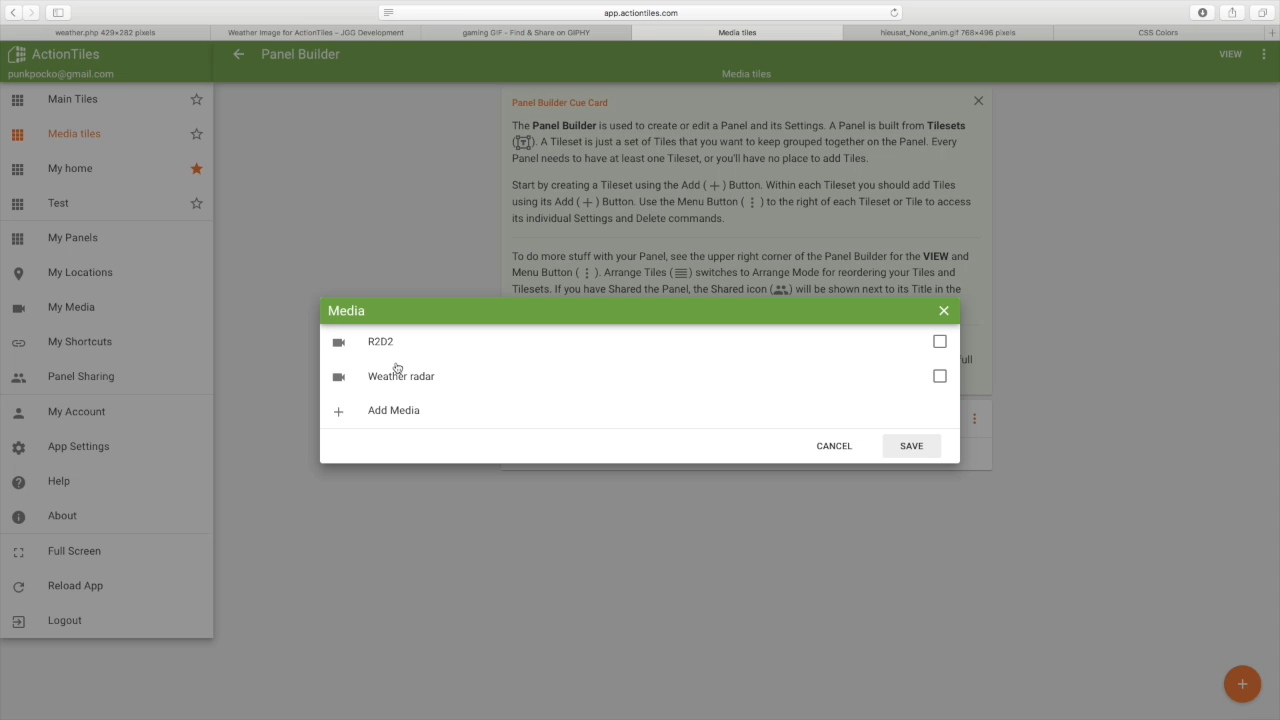 app.actiontiles.com
weather.php 429×282 pixels
Weather Image for ActionTiles – JGG Development
gaming GIF - Find & Share on GIPHY
Media tiles
hieusat_None_anim.gif 768×496 pixels
CSS Colors
ActionTiles
Panel Builder
VIEW
punkpocko@gmail.com
Media tiles
Main Tiles
Media tiles
My home
Test
My Panels
My Locations
My Media
My Shortcuts
Panel Sharing
My Account
App Settings
Help
About
Full Screen
Reload App
Logout
Panel Builder Cue Card
The Panel Builder is used to create or edit a Panel and its Settings. A Panel is built from Tilesets
( T ). A Tileset is just a set of Tiles that you want to keep grouped together on the Panel. Every
Panel needs to have at least one Tileset, or you'll have no place to add Tiles.
Start by creating a Tileset using the Add ( + ) Button. Within each Tileset you should add Tiles
using its Add ( + ) Button. Use the Menu Button ( ⋮ ) to the right of each Tileset or Tile to access
its individual Settings and Delete commands.
To do more stuff with your Panel, see the upper right corner of the Panel Builder for the VIEW and
Menu Button ( ⋮ ). Arrange Tiles ( ≡ ) switches to Arrange Mode for reordering your Tiles and
Tilesets. If you have Shared the Panel, the Shared icon ( ) will be shown next to its Title in the
full
Media
R2D2
Weather radar
Add Media
CANCEL
SAVE